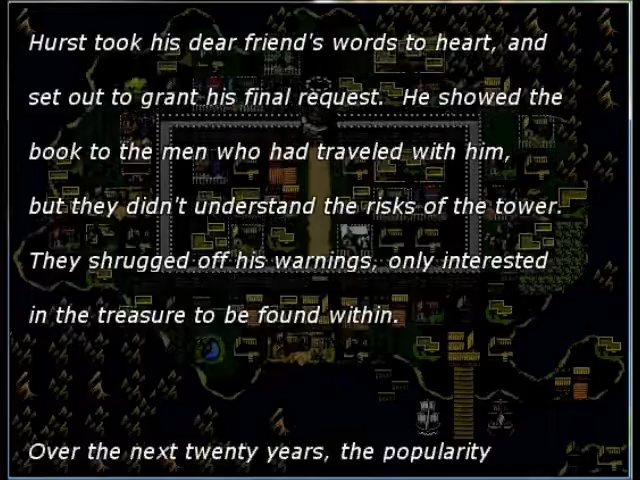 Hurst took his dear friend's words to heart, and
set out to grant his final request.  He showed the
book to the men who had traveled with him,
but they didn't understand the risks of the tower.
They shrugged off his warnings, only interested
in the treasure to be found within.
Over the next twenty years, the popularity